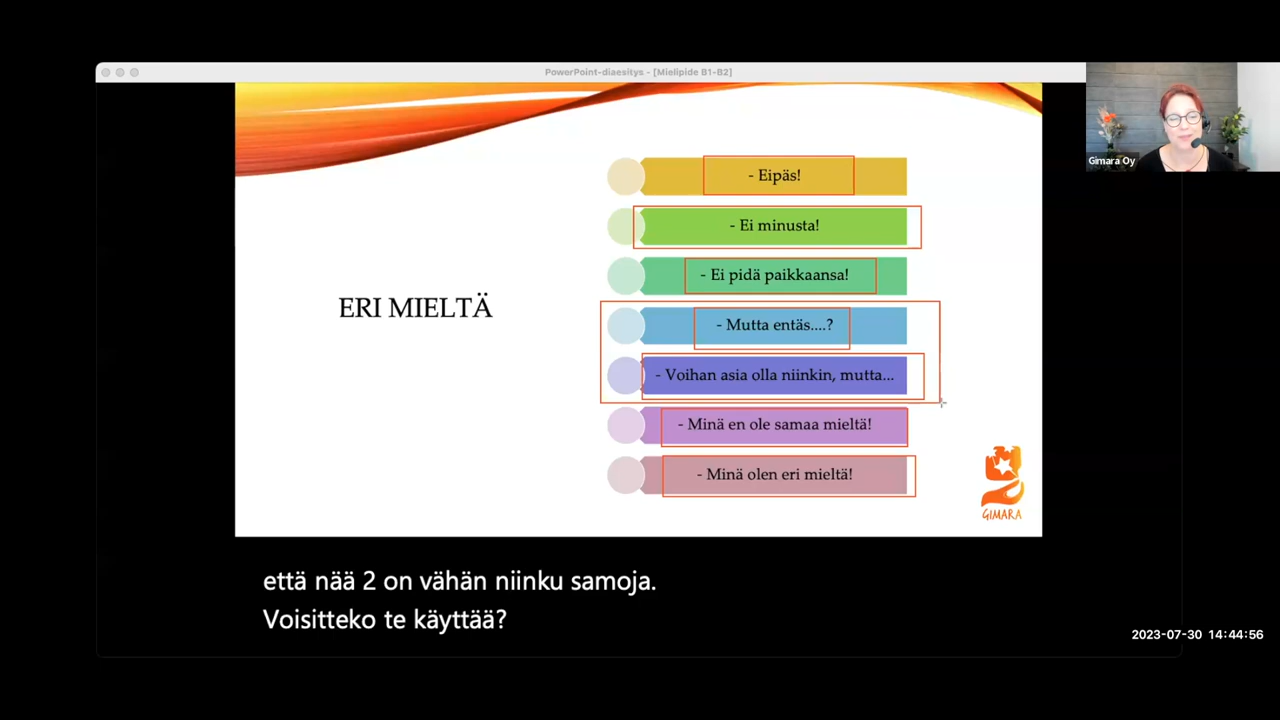 PowerPoint-diaesitys - [Mielipide B1-B2]
Gimara Oy
- Eipäs!
- Ei minusta!
- Ei pidä paikkaansa!
ERI MIELTÄ
- Mutta entäs....?
- Voihan asia olla niinkin, mutta...
- Minä en ole samaa mieltä!
- Minä olen eri mieltä!
GIMARA
että nää 2 on vähän niinku samoja.
Voisitteko te käyttää?
2023-07-30 14:44:56